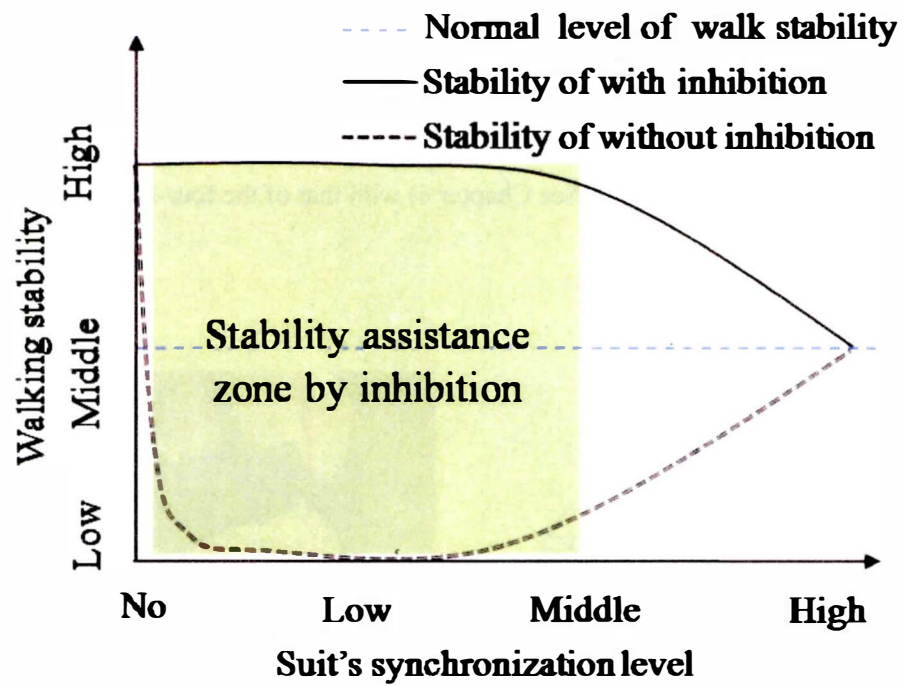 Normal level of walk stability
Stability of with inhibition
Stability of without inhibition
High
Middle
Low
Walking stability
Stability assistance
zone by inhibition
No Low Middle High
Suit's synchronization level